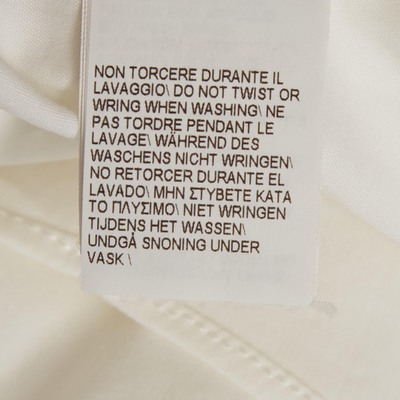 NON TORCERE DURANTE IL
LAVAGGIO\ DO NOT TWIST OR
WRING WHEN WASHING\ NE
PAS TORDRE PENDANT LE
LAVAGE\ WÄHREND DES
WASCHENS NICHT WRINGEN\
NO RETORCER DURANTE EL
LAVADO\ ΜΗΝ ΣΤΥΒΕΤΕ ΚΑΤΑ
ΤΟ ΠΛΥΣΙΜΟ\ NIET WRINGEN
TIJDENS HET WASSEN\
UNDGÅ SNONING UNDER
VASK \